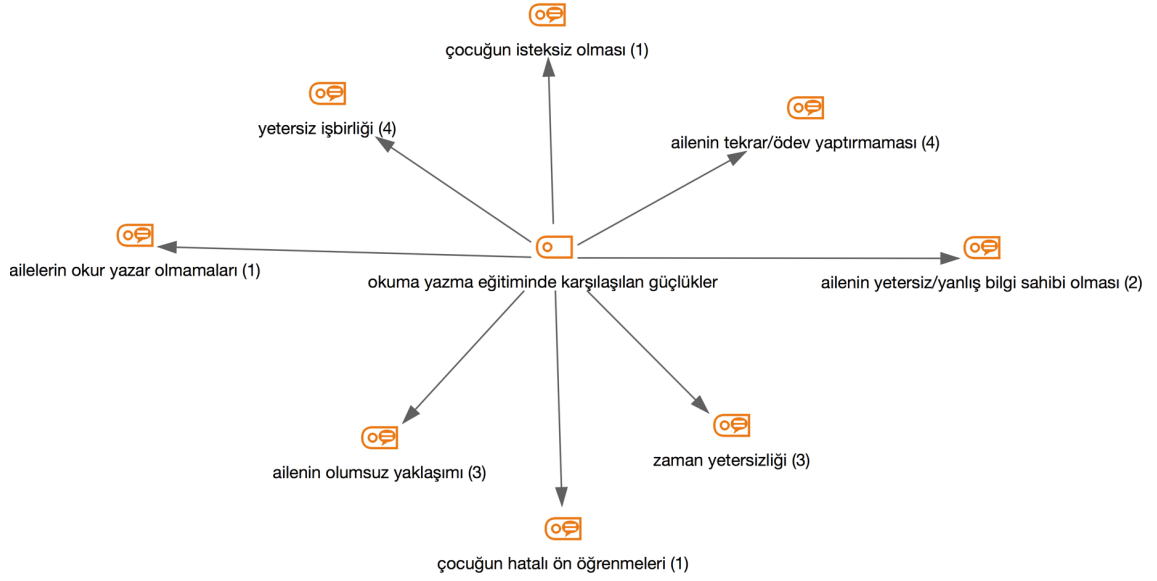 çocuğun isteksiz olması (1)
yetersiz işbirliği (4)
ailenin tekrar/ödev yaptırmaması (4)
ailelerin okur yazar olmamaları (1)
okuma yazma eğitiminde karşılaşılan güçlükler
ailenin yetersiz/yanlış bilgi sahibi olması (2)
ailenin olumsuz yaklaşımı (3)
zaman yetersizliği (3)
çocuğun hatalı ön öğrenmeleri (1)